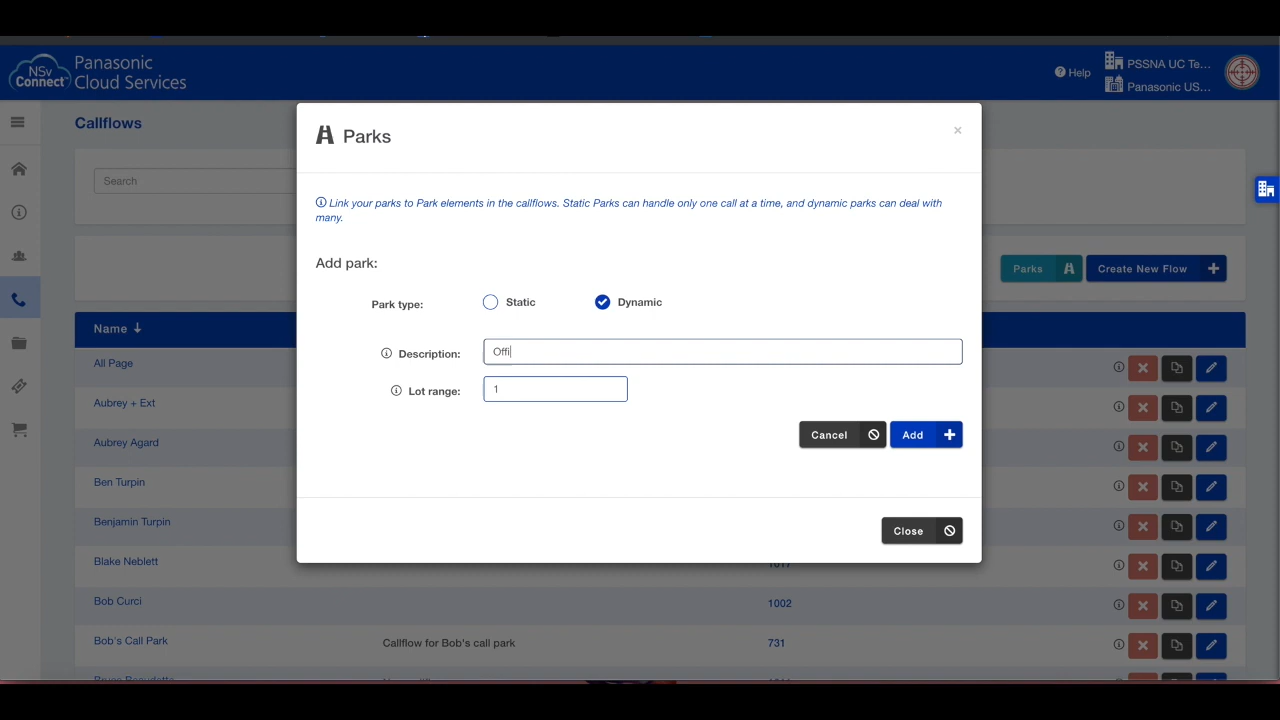 NSv
Connect
Panasonic
Cloud Services
Help
PSSNA UC Te...
Panasonic US...
Callflows
Search
Parks
Create New Flow
Name
All Page
Aubrey + Ext
Aubrey Agard
Ben Turpin
Benjamin Turpin
Blake Neblett
1017
Bob Curci
1002
Bob's Call Park
Callflow for Bob's call park
731
Parks
Link your parks to Park elements in the callflows. Static Parks can handle only one call at a time, and dynamic parks can deal with
many.
Add park:
Park type:
Static
Dynamic
Description:
Offi
Lot range:
1
Cancel
Add
Close